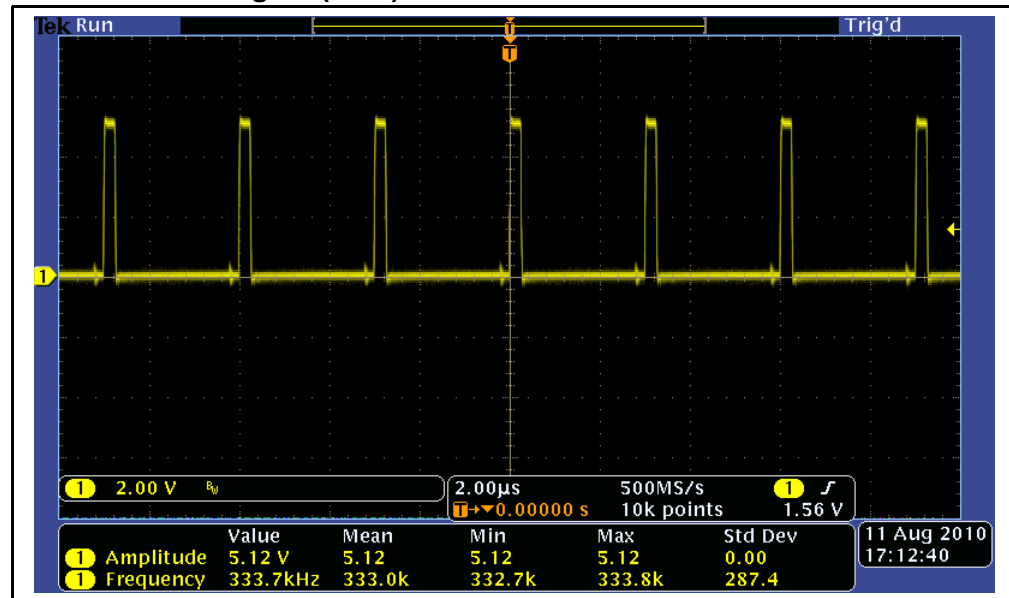 Tek Run Trig'd
T
1
1 2.00 V BW
2.00µs 500MS/s 1 ƒ
T→▼0.00000 s 10k points 1.56 V
Value Mean Min Max Std Dev
1 Amplitude 5.12 V 5.12 5.12 5.12 0.00
1 Frequency 333.7kHz 333.0k 332.7k 333.8k 287.4
11 Aug 2010
17:12:40